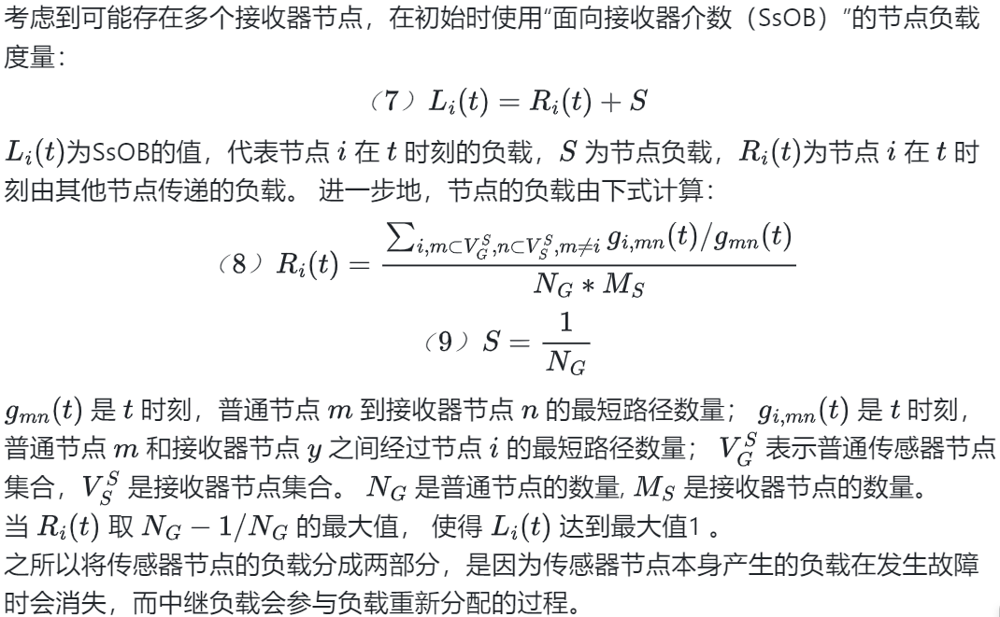 考虑到可能存在多个接收器节点，在初始时使用“面向接收器介数（SsOB）”的节点负载
度量：
（7）L_i(t) = R_i(t) + S
L_i(t)为SsOB的值，代表节点 i 在 t 时刻的负载，S 为节点负载，R_i(t)为节点 i 在 t 时
刻由其他节点传递的负载。 进一步地，节点的负载由下式计算：
（8）R_i(t) = \frac{\sum_{i,m⊂V_G^S,n⊂V_S^S,m≠i} g_{i,mn}(t)/g_{mn}(t)}{N_G * M_S}
（9）S = \frac{1}{N_G}
g_{mn}(t) 是 t 时刻，普通节点 m 到接收器节点 n 的最短路径数量； g_{i,mn}(t) 是 t 时刻，
普通节点 m 和接收器节点 y 之间经过节点 i 的最短路径数量； V_G^S 表示普通传感器节点
集合，V_S^S 是接收器节点集合。 N_G 是普通节点的数量, M_S 是接收器节点的数量。
当 R_i(t) 取 N_G − 1/N_G 的最大值， 使得 L_i(t) 达到最大值1 。
之所以将传感器节点的负载分成两部分，是因为传感器节点本身产生的负载在发生故障
时会消失，而中继负载会参与负载重新分配的过程。